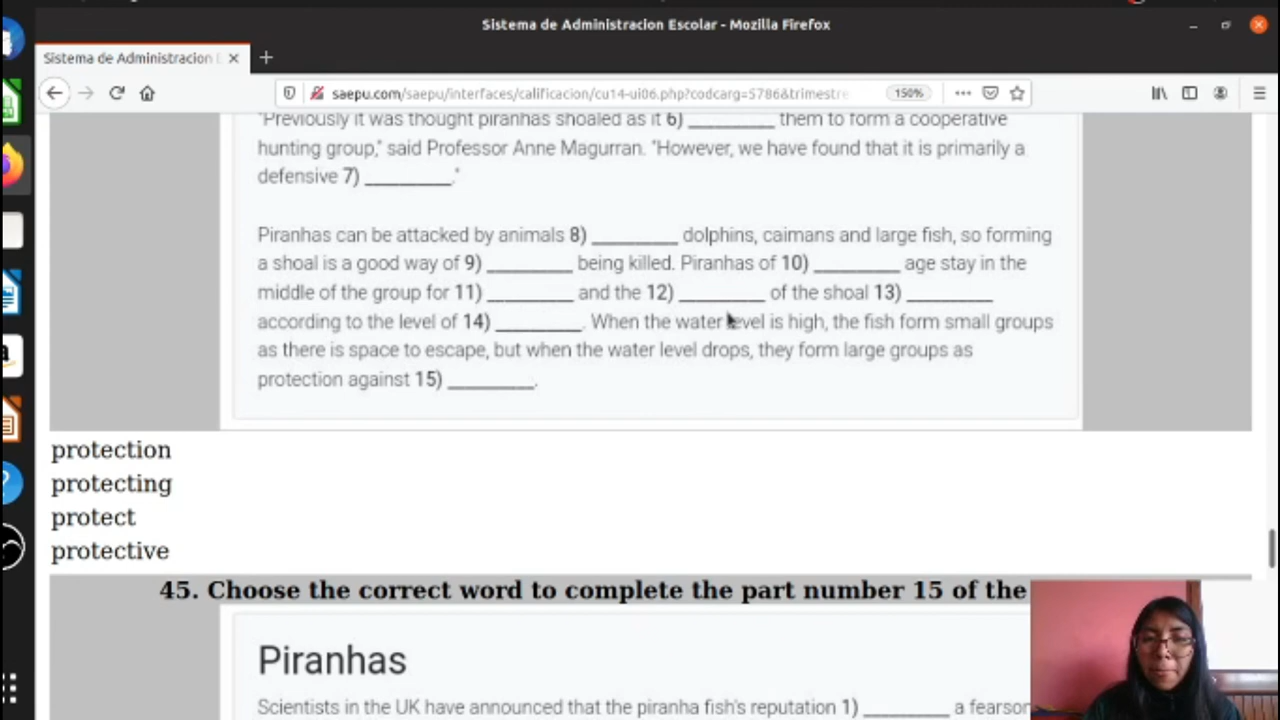 Sistema de Administracion Escolar - Mozilla Firefox
Sistema de Administracion
saepu.com/saepu/interfaces/calificacion/cu14-ui06.php?codcarg=5786&trimestre
150%
"Previously it was thought piranhas shoaled as it 6) _________ them to form a cooperative
hunting group," said Professor Anne Magurran. "However, we have found that it is primarily a
defensive 7) _________."
Piranhas can be attacked by animals 8) _________ dolphins, caimans and large fish, so forming
a shoal is a good way of 9) _________ being killed. Piranhas of 10) _________ age stay in the
middle of the group for 11) _________ and the 12) _________ of the shoal 13) _________
according to the level of 14) _________. When the water level is high, the fish form small groups
as there is space to escape, but when the water level drops, they form large groups as
protection against 15) _________.
protection
protecting
protect
protective
45. Choose the correct word to complete the part number 15 of the
Piranhas
Scientists in the UK have announced that the piranha fish's reputation 1) _________ a fearson